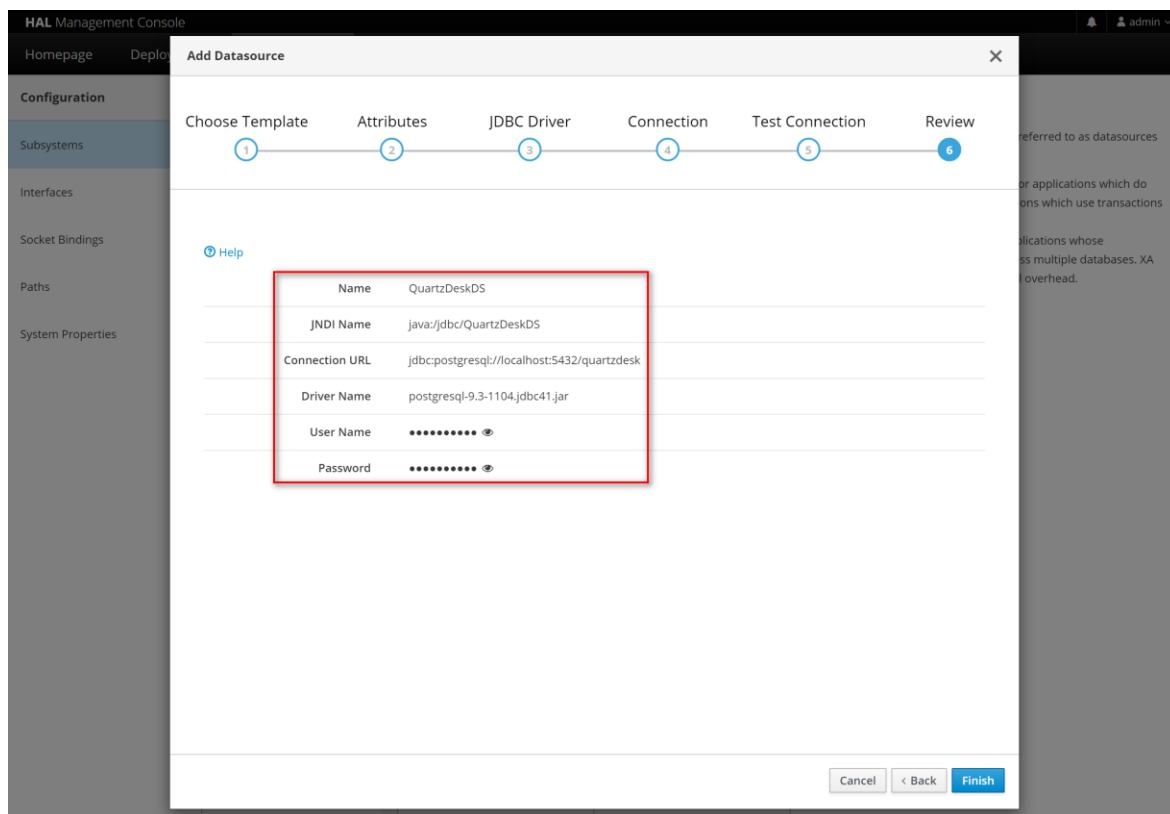 HAL Management Console
admin
Homepage
Deplo
Add Datasource
Configuration
Subsystems
Interfaces
Socket Bindings
Paths
System Properties
Choose Template
Attributes
JDBC Driver
Connection
Test Connection
Review
1
2
3
4
5
6
Help
Name QuartzDeskDS
JNDI Name java:/jdbc/QuartzDeskDS
Connection URL jdbc:postgresql://localhost:5432/quartzdesk
Driver Name postgresql-9.3-1104.jdbc41.jar
User Name ••••••••••
Password ••••••••••
referred to as datasources
or applications which do
ons which use transactions
plications whose
ss multiple databases. XA
l overhead.
Cancel
< Back
Finish